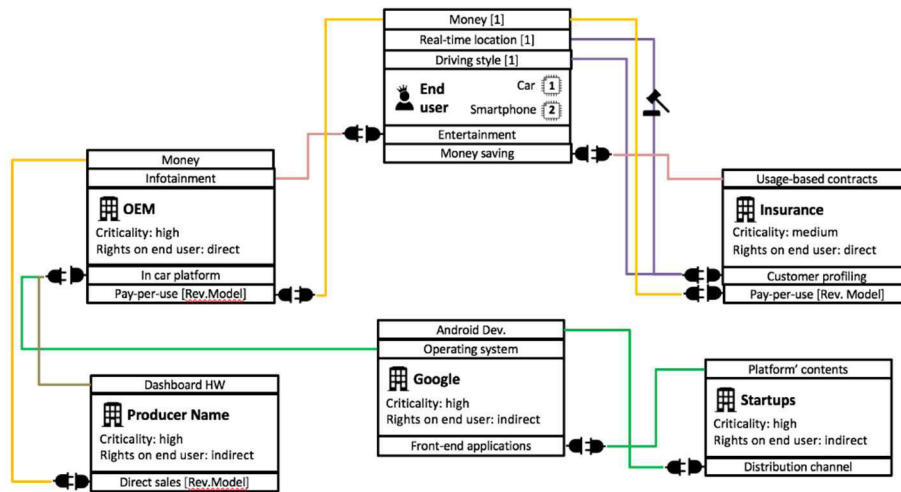 Money [1]
Real-time location [1]
Driving style [1]
End
user
Car 1
Smartphone 2
Entertainment
Money saving
Money
Infotainment
OEM
Criticality: high
Rights on end user: direct
In car platform
Pay-per-use [Rev.Model]
Usage-based contracts
Insurance
Criticality: medium
Rights on end user: direct
Customer profiling
Pay-per-use [Rev. Model]
Android Dev.
Operating system
Google
Criticality: high
Rights on end user: indirect
Front-end applications
Dashboard HW
Producer Name
Criticality: high
Rights on end user: indirect
Direct sales [Rev.Model]
Platform' contents
Startups
Criticality: high
Rights on end user: indirect
Distribution channel